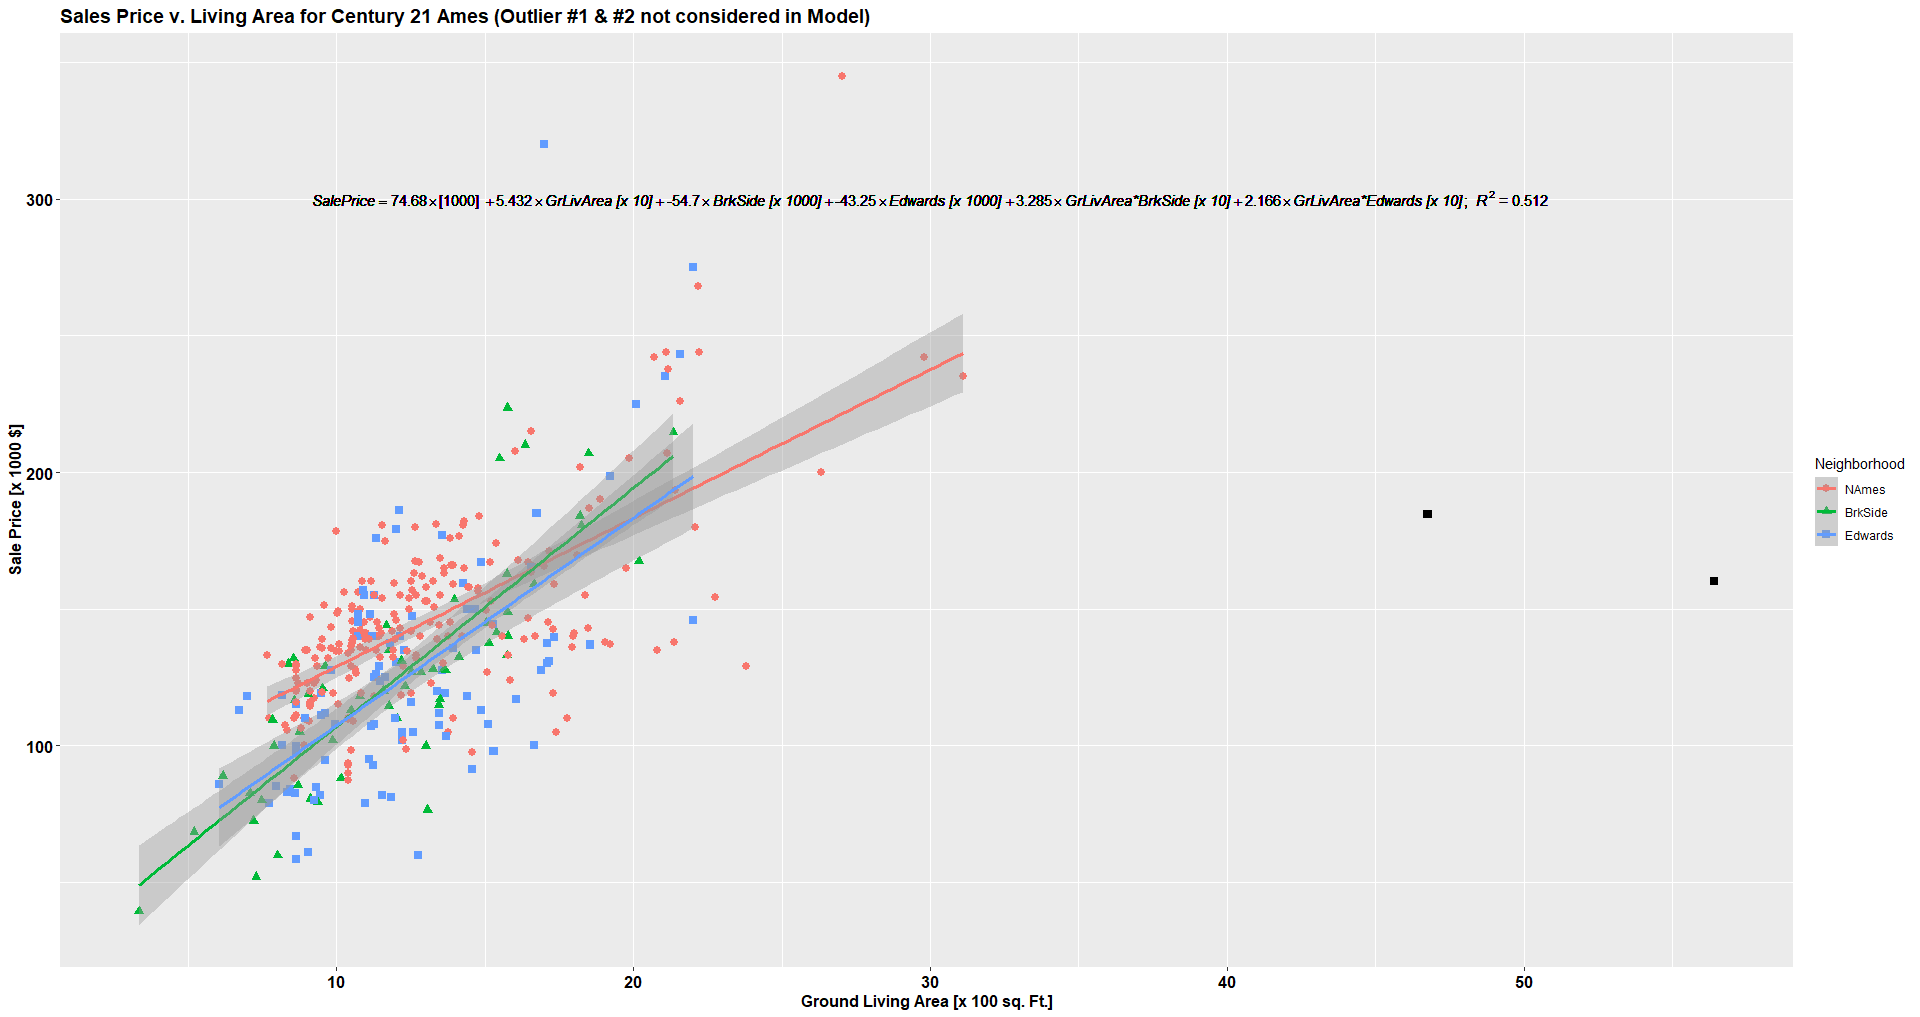 Sales Price v. Living Area for Century 21 Ames (Outlier #1 & #2 not considered in Model)
SalePrice = 74.68 × [1000] + 5.432 × GrLivArea [x 10] + -54.7 × BrkSide [x 1000] + -43.25 × Edwards [x 1000] + 3.285 × GrLivArea*BrkSide [x 10] + 2.166 × GrLivArea*Edwards [x 10] ; R² = 0.512
Sale Price [x 1000 $]
300
200
100
10 20 30 40 50
Ground Living Area [x 100 sq. Ft.]
Neighborhood
NAmes
BrkSide
Edwards